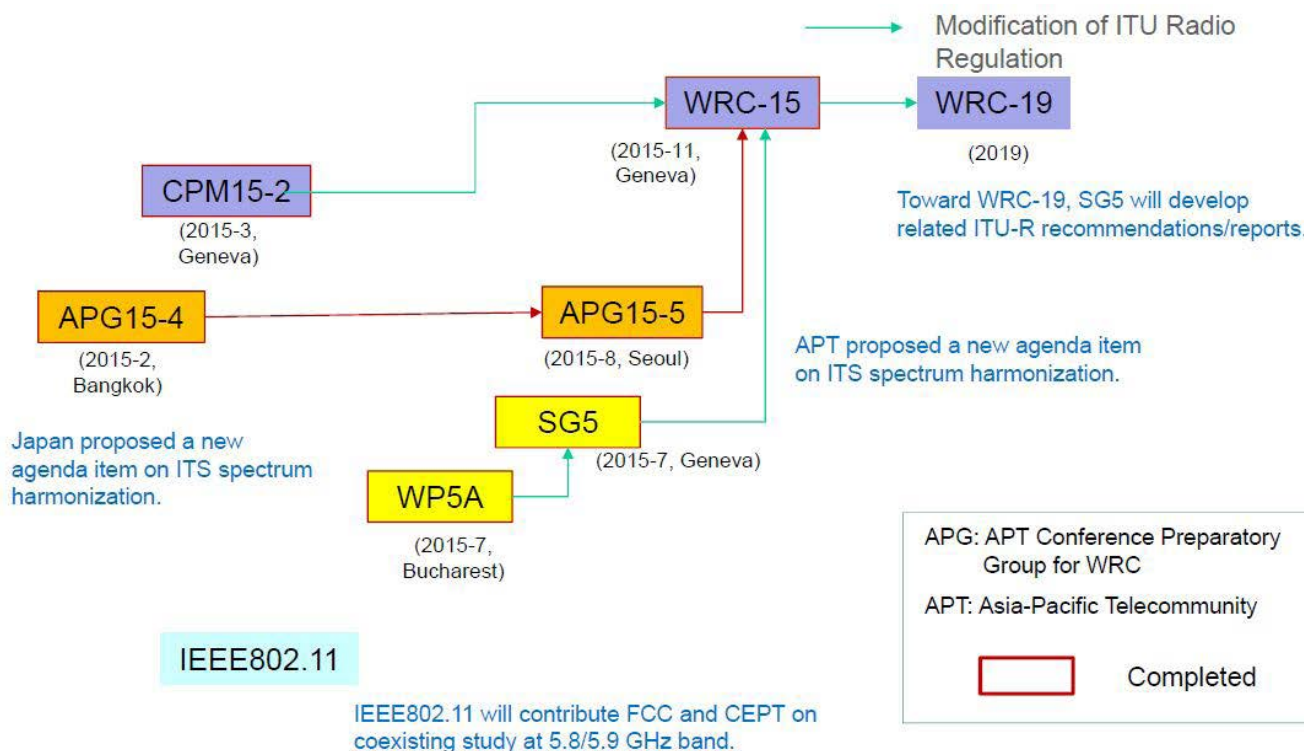 Modification of ITU Radio
Regulation
WRC-15
WRC-19
(2015-11,
Geneva)
(2019)
CPM15-2
(2015-3,
Geneva)
Toward WRC-19, SG5 will develop
related ITU-R recommendations/reports.
APG15-4
APG15-5
(2015-2,
Bangkok)
(2015-8, Seoul)
APT proposed a new agenda item
on ITS spectrum harmonization.
SG5
(2015-7, Geneva)
Japan proposed a new
agenda item on ITS spectrum
harmonization.
WP5A
(2015-7,
Bucharest)
APG: APT Conference Preparatory
Group for WRC
APT: Asia-Pacific Telecommunity
Completed
IEEE802.11
IEEE802.11 will contribute FCC and CEPT on
coexisting study at 5.8/5.9 GHz band.